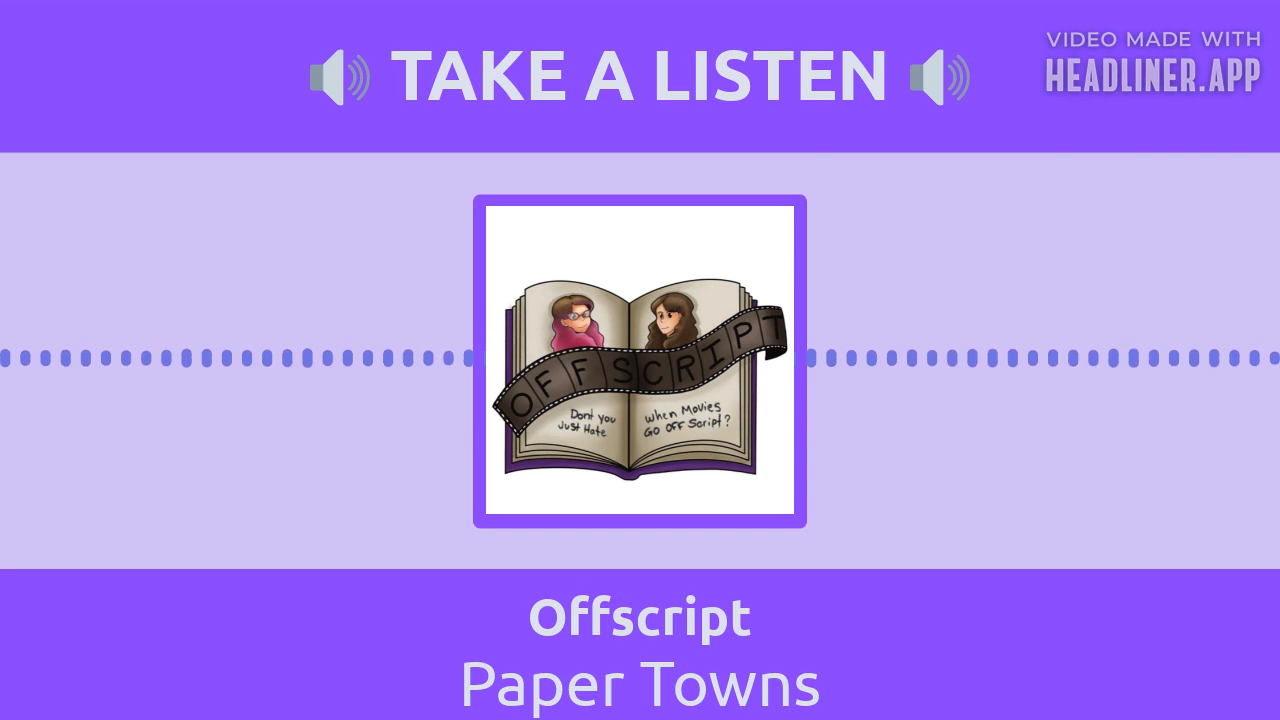 TAKE A LISTEN
VIDEO MADE WITH
HEADLINER.APP
OFFSCRIPT
Dont you
Just Hate
When Movies
GO OFF Script?
Offscript
Paper Towns